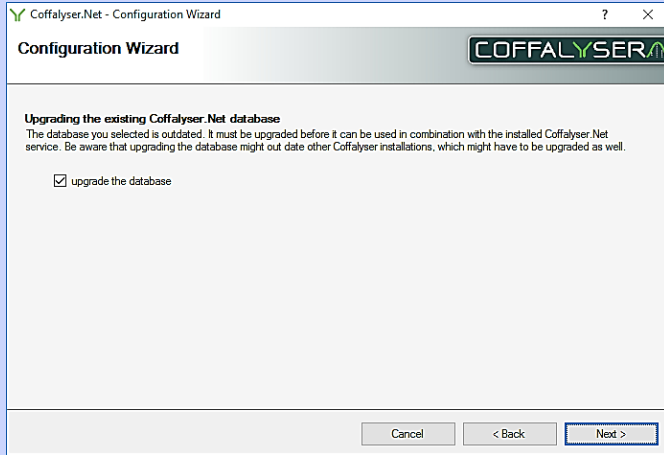 Coffalyser.Net - Configuration Wizard
Configuration Wizard
COFFALYSER
Upgrading the existing Coffalyser.Net database
The database you selected is outdated. It must be upgraded before it can be used in combination with the installed Coffalyser.Net
service. Be aware that upgrading the database might out date other Coffalyser installations, which might have to be upgraded as well.
upgrade the database
Cancel
< Back
Next >